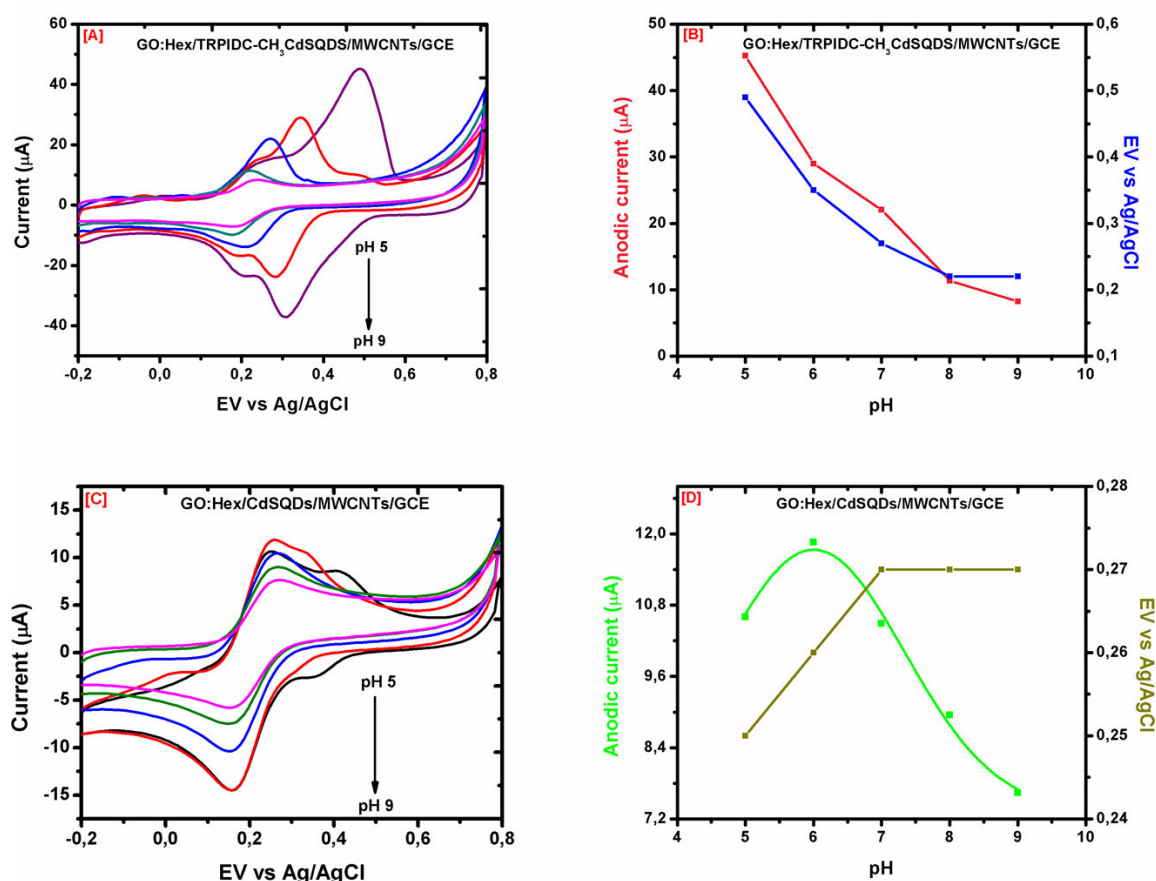 [A]
GO:Hex/TRPIDC-CH3CdSQDS/MWCNTs/GCE
60
40
20
0
-20
-40
Current (µA)
pH 5
pH 9
-0,2 0,0 0,2 0,4 0,6 0,8
EV vs Ag/AgCl
[B]
GO:Hex/TRPIDC-CH3CdSQDS/MWCNTs/GCE
50
40
30
20
10
0
Anodic current (µA)
0,6
0,5
0,4
0,3
0,2
0,1
EV vs Ag/AgCl
4 5 6 7 8 9 10
pH
[C]
GO:Hex/CdSQDs/MWCNTs/GCE
15
10
5
0
-5
-10
-15
Current (µA)
pH 5
pH 9
-0,2 0,0 0,2 0,4 0,6 0,8
EV vs Ag/AgCl
[D]
GO:Hex/CdSQDs/MWCNTs/GCE
12,0
10,8
9,6
8,4
7,2
Anodic current (µA)
0,28
0,27
0,26
0,25
0,24
EV vs Ag/AgCl
4 5 6 7 8 9 10
pH